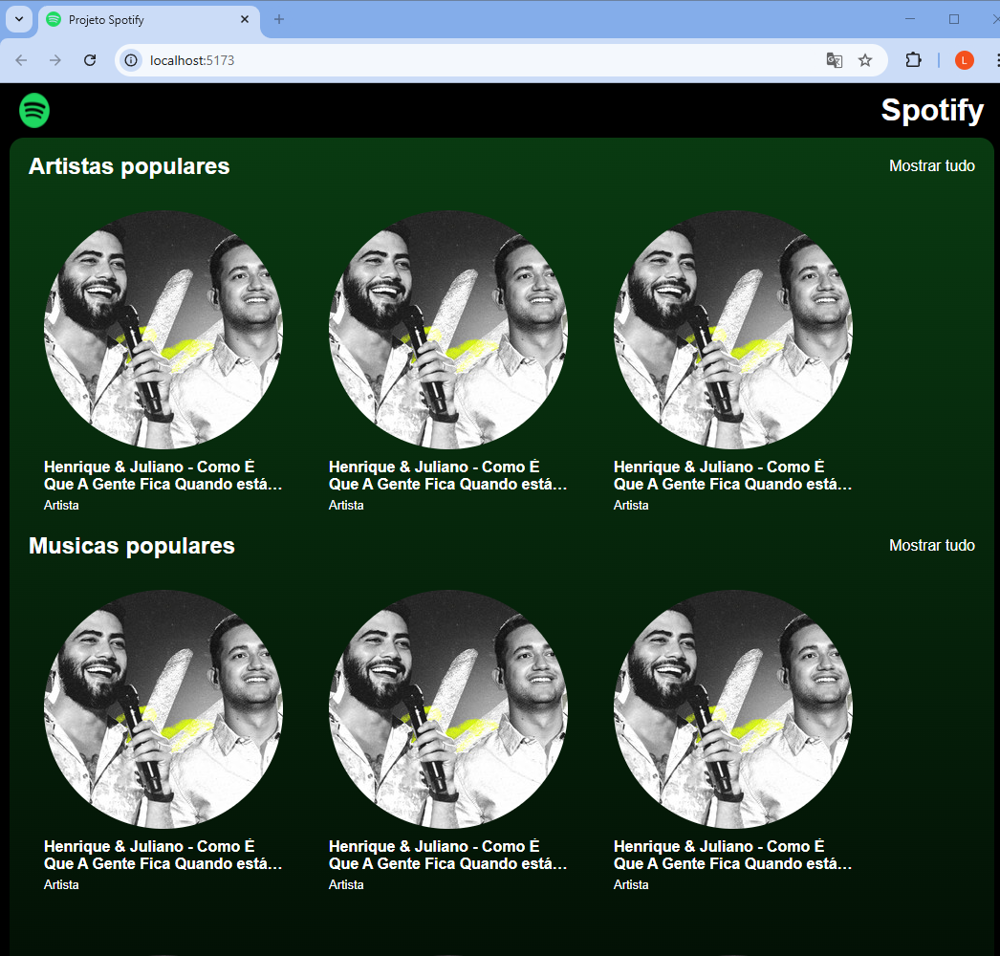 Projeto Spotify
localhost:5173
L
Spotify
Artistas populares
Mostrar tudo
Henrique & Juliano - Como É
Que A Gente Fica Quando está…
Artista
Henrique & Juliano - Como É
Que A Gente Fica Quando está…
Artista
Henrique & Juliano - Como É
Que A Gente Fica Quando está…
Artista
Musicas populares
Mostrar tudo
Henrique & Juliano - Como É
Que A Gente Fica Quando está…
Artista
Henrique & Juliano - Como É
Que A Gente Fica Quando está…
Artista
Henrique & Juliano - Como É
Que A Gente Fica Quando está…
Artista